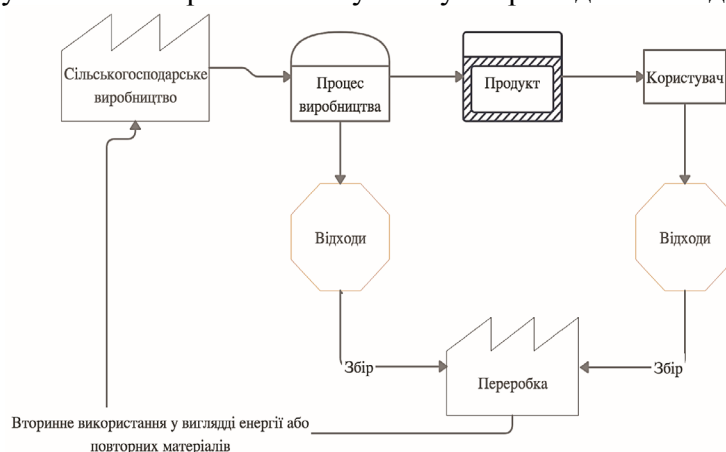 Сільськогосподарське
виробництво
Процес
виробництва
Продукт
Користувач
Відходи
Відходи
Збір
Збір
Переробка
Вторинне використання у вигляді енергії або
повторних матеріалів